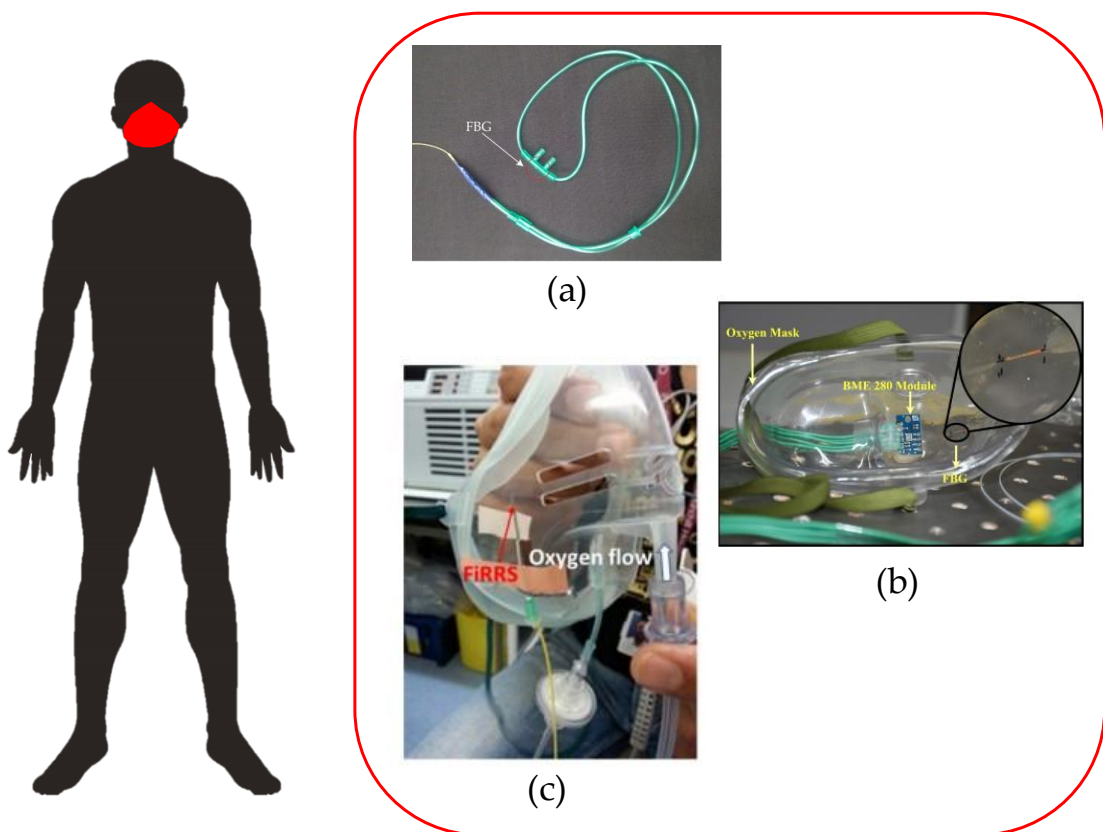 FBG
(a)
Oxygen Mask
BME 280 Module
FBG
(b)
Oxygen flow
FiRRS
(c)